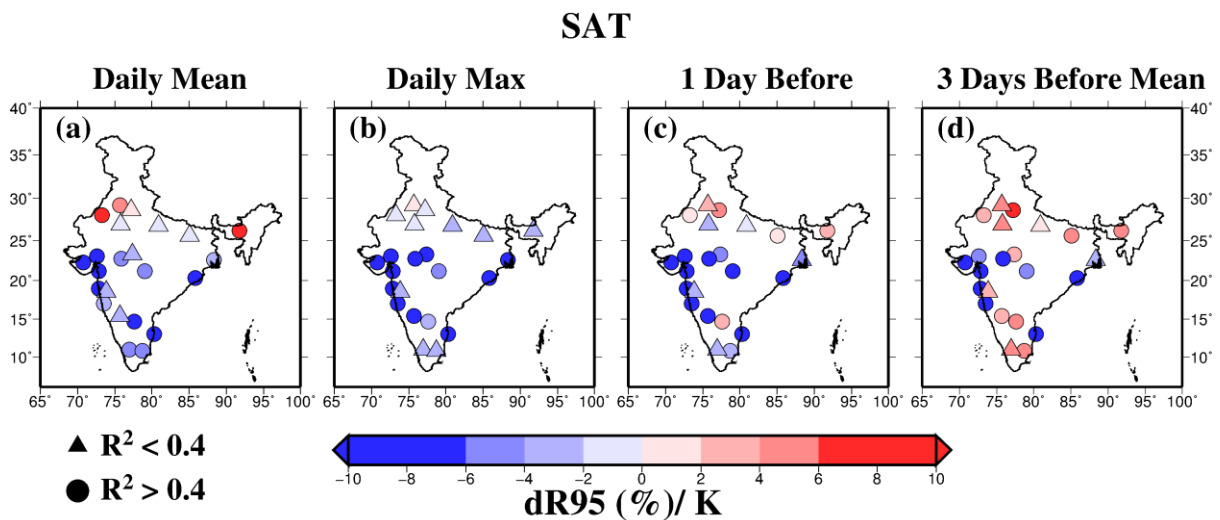 SAT
Daily Mean Daily Max 1 Day Before 3 Days Before Mean
40° 40°
(a) (b) (c) (d)
35° 35°
30° 30°
25° 25°
20° 20°
15° 15°
10° 10°
65° 70° 75° 80° 85° 90° 95° 100° 65° 70° 75° 80° 85° 90° 95° 100° 65° 70° 75° 80° 85° 90° 95° 100° 65° 70° 75° 80° 85° 90° 95° 100°
R² < 0.4
R² > 0.4
−10 −8 −6 −4 −2 0 2 4 6 8 10
dR95 (%)/ K